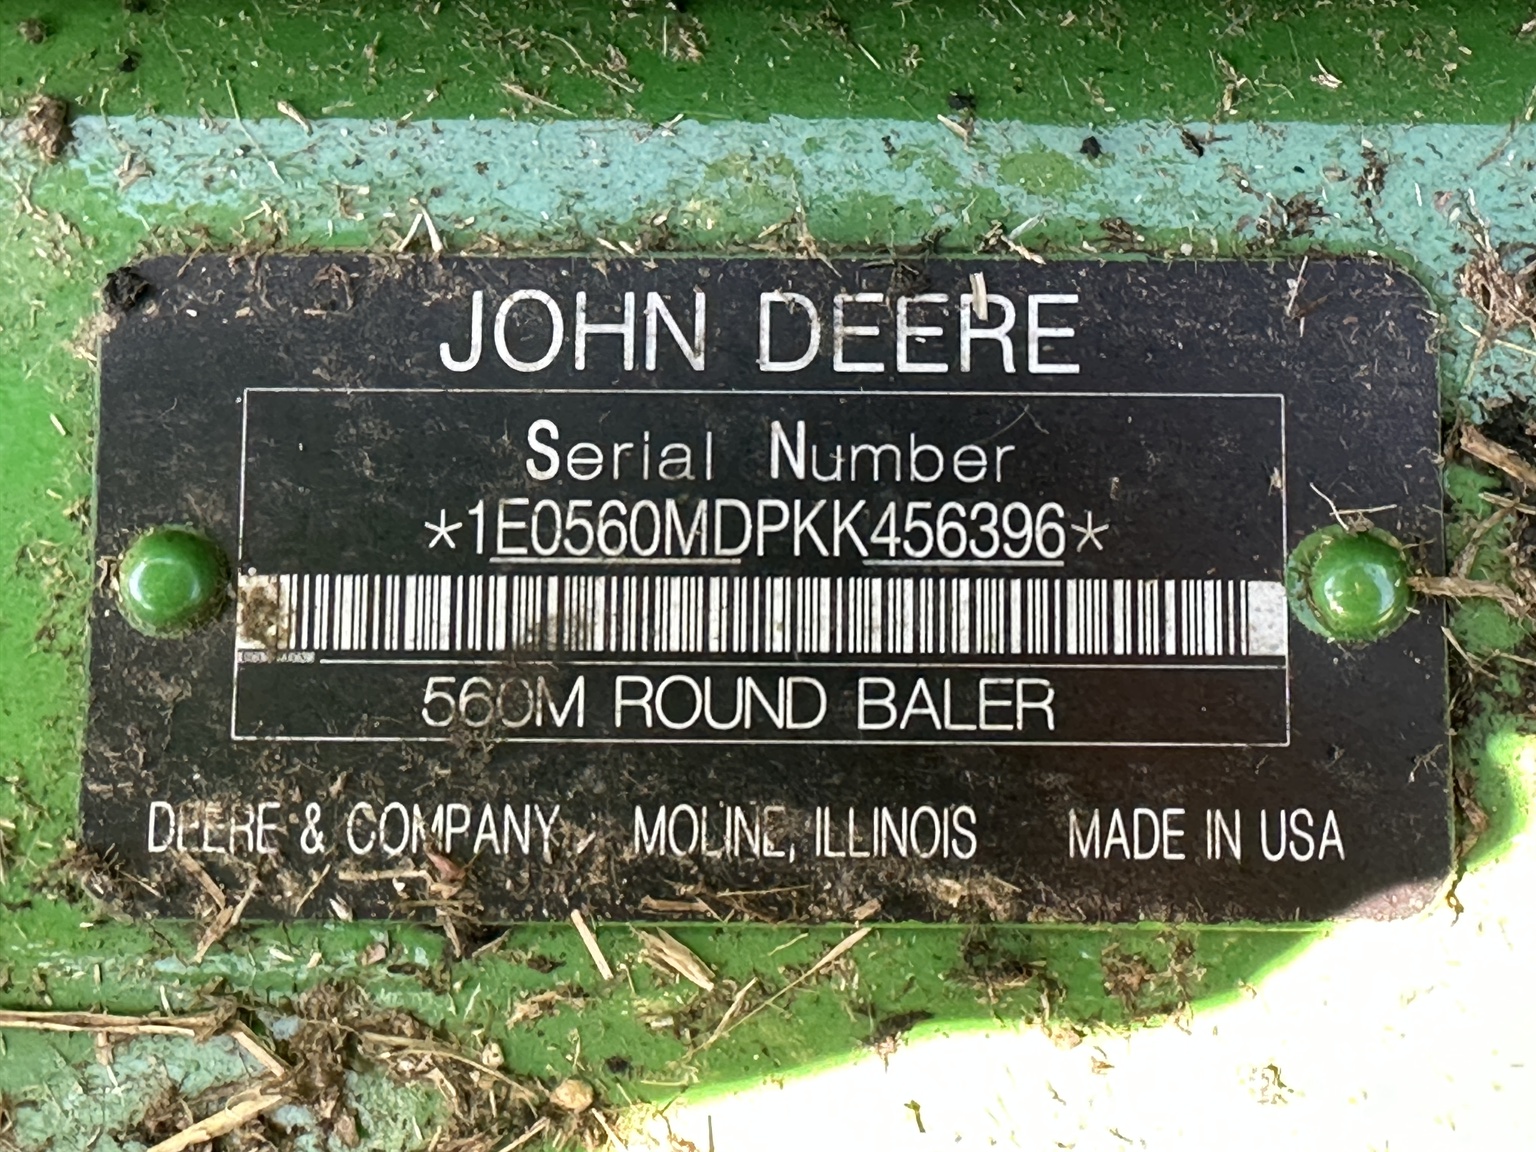 JOHN DEERE
Serial Number
*1E0560MDPKK456396*
560M ROUND BALER
DEERE & COMPANY MOLINE, ILLINOIS MADE IN USA